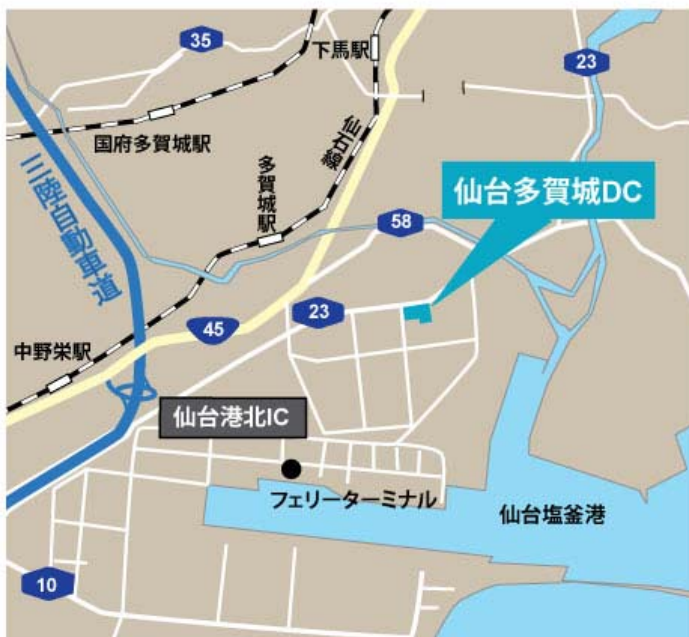 35
下馬駅
23
国府多賀城駅
仙石線
多賀城駅
三陸自動車道
仙台多賀城DC
58
23
45
中野栄駅
仙台港北IC
フェリーターミナル
仙台塩釜港
10